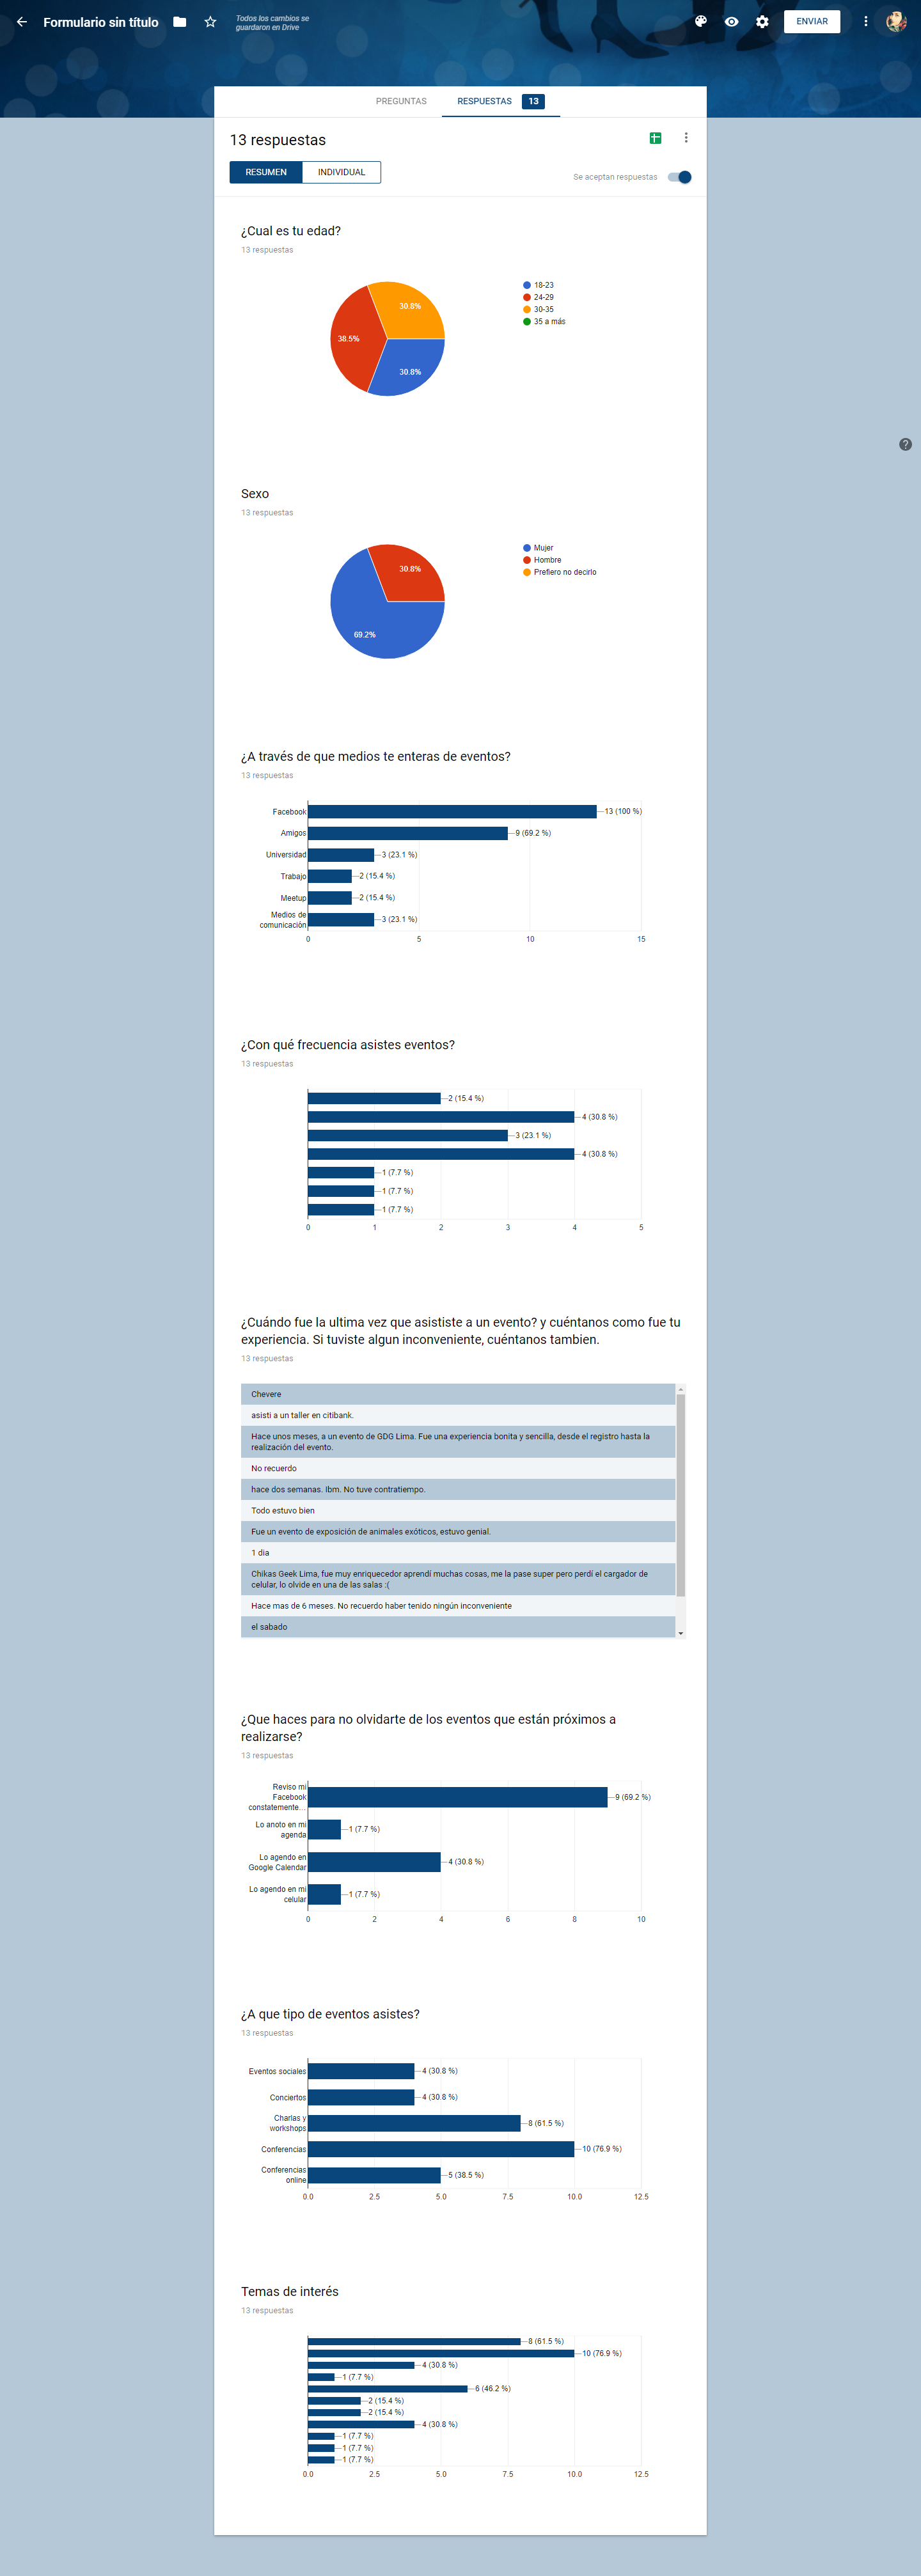 Formulario sin título
Todos los cambios se
guardaron en Drive
ENVIAR
PREGUNTAS
RESPUESTAS 13
13 respuestas
RESUMEN
INDIVIDUAL
Se aceptan respuestas
¿Cual es tu edad?
13 respuestas
30.8%
38.5%
30.8%
18-23
24-29
30-35
35 a más
Sexo
13 respuestas
30.8%
69.2%
Mujer
Hombre
Prefiero no decirlo
¿A través de que medios te enteras de eventos?
13 respuestas
Facebook 13 (100 %)
Amigos 9 (69.2 %)
Universidad 3 (23.1 %)
Trabajo 2 (15.4 %)
Meetup 2 (15.4 %)
Medios de
comunicación 3 (23.1 %)
0 5 10 15
¿Con qué frecuencia asistes eventos?
13 respuestas
2 (15.4 %)
4 (30.8 %)
3 (23.1 %)
4 (30.8 %)
1 (7.7 %)
1 (7.7 %)
1 (7.7 %)
0 1 2 3 4 5
¿Cuándo fue la ultima vez que asististe a un evento? y cuéntanos como fue tu
experiencia. Si tuviste algun inconveniente, cuéntanos tambien.
13 respuestas
Chevere
asisti a un taller en citibank.
Hace unos meses, a un evento de GDG Lima. Fue una experiencia bonita y sencilla, desde el registro hasta la
realización del evento.
No recuerdo
hace dos semanas. Ibm. No tuve contratiempo.
Todo estuvo bien
Fue un evento de exposición de animales exóticos, estuvo genial.
1 dia
Chikas Geek Lima, fue muy enriquecedor aprendí muchas cosas, me la pase super pero perdí el cargador de
celular, lo olvide en una de las salas :(
Hace mas de 6 meses. No recuerdo haber tenido ningún inconveniente
el sabado
¿Que haces para no olvidarte de los eventos que están próximos a
realizarse?
13 respuestas
Reviso mi
Facebook 9 (69.2 %)
constatemente...
Lo anoto en mi
agenda 1 (7.7 %)
Lo agendo en
Google Calendar 4 (30.8 %)
Lo agendo en mi
celular 1 (7.7 %)
0 2 4 6 8 10
¿A que tipo de eventos asistes?
13 respuestas
Eventos sociales 4 (30.8 %)
Conciertos 4 (30.8 %)
Charlas y
workshops 8 (61.5 %)
Conferencias 10 (76.9 %)
Conferencias
online 5 (38.5 %)
0.0 2.5 5.0 7.5 10.0 12.5
Temas de interés
13 respuestas
8 (61.5 %)
10 (76.9 %)
4 (30.8 %)
1 (7.7 %)
6 (46.2 %)
2 (15.4 %)
2 (15.4 %)
4 (30.8 %)
1 (7.7 %)
1 (7.7 %)
1 (7.7 %)
0.0 2.5 5.0 7.5 10.0 12.5